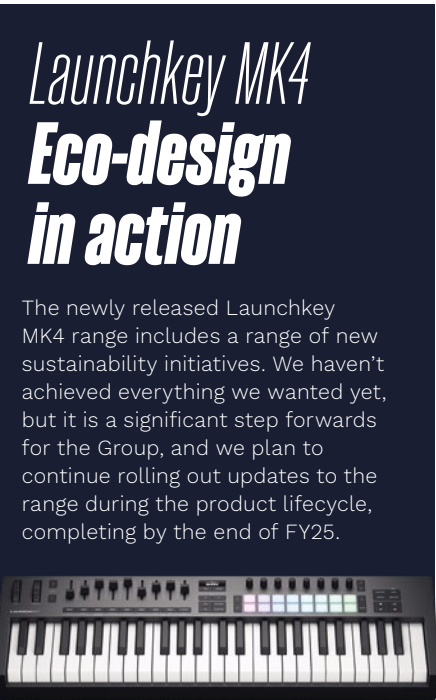 Launchkey MK4
Eco-design
in action
The newly released Launchkey
MK4 range includes a range of new
sustainability initiatives. We haven’t
achieved everything we wanted yet,
but it is a significant step forwards
for the Group, and we plan to
continue rolling out updates to the
range during the product lifecycle,
completing by the end of FY25.